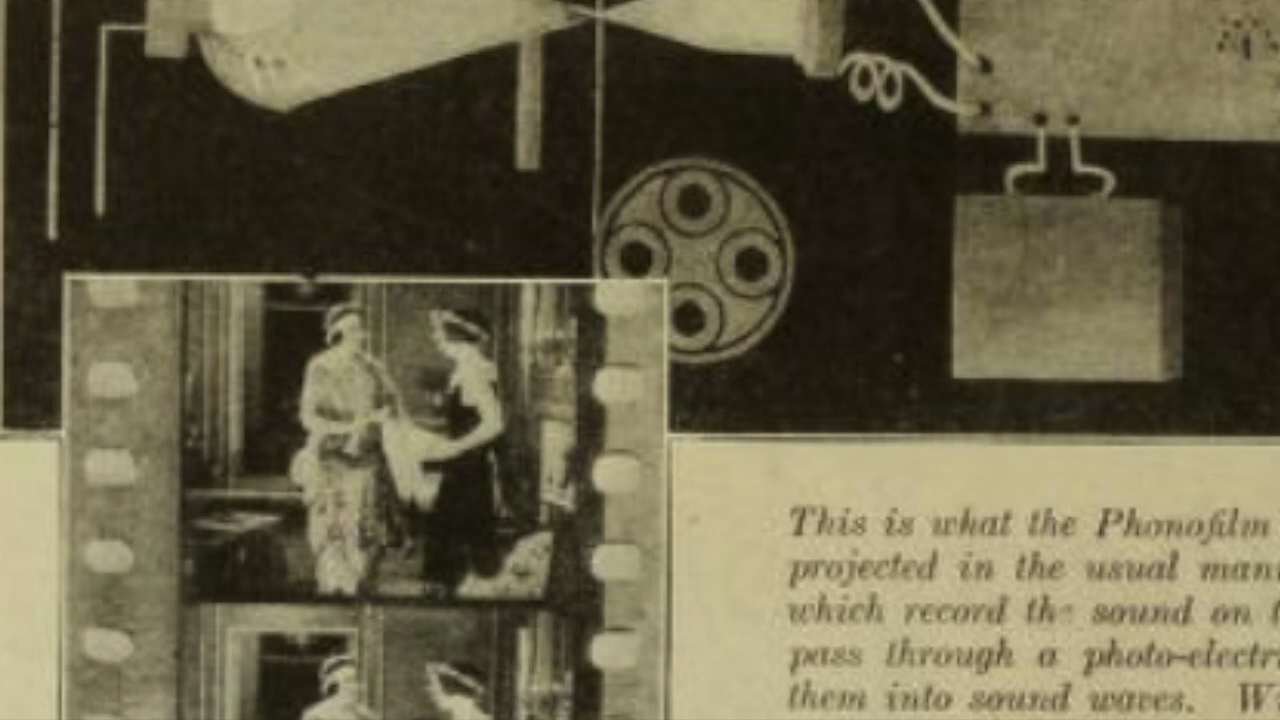 This is what the Phonofilm
projected in the usual
which record the sound on
pass through a
them into sound waves.